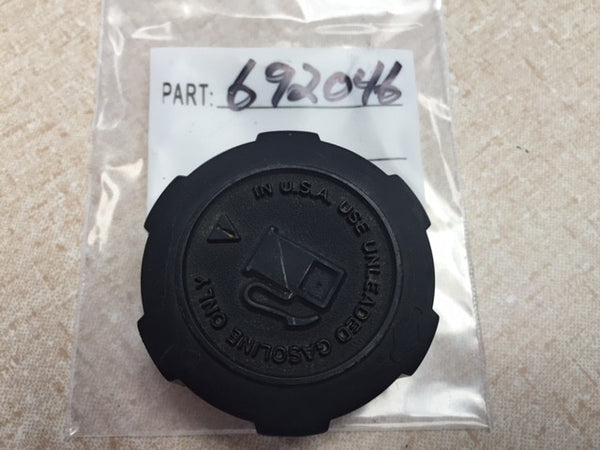 PART: 692046
IN U.S.A. USE UNLEADED GASOLINE ONLY